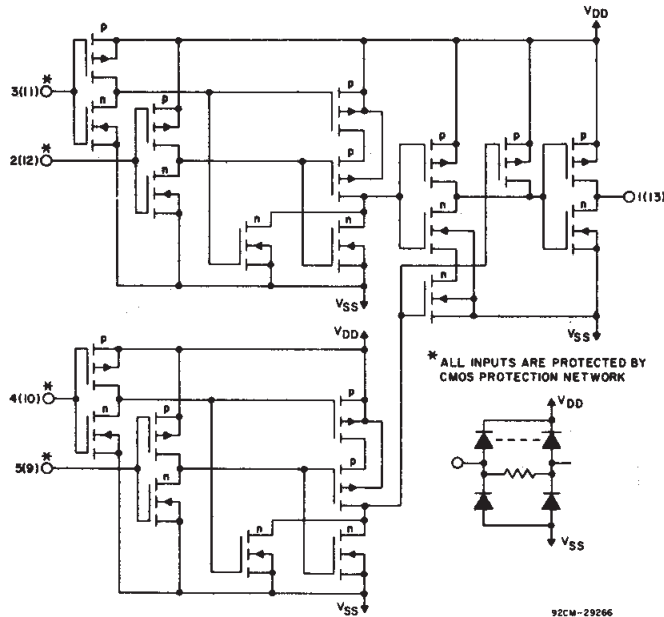 p
VDD
*
3(11)
n
p
p
*
2(12)
p
p
p
p
n
n
1(13)
n
n
n
n
VSS
VSS
* ALL INPUTS ARE PROTECTED BY
CMOS PROTECTION NETWORK
VDD
p
*
4(10)
n
p
p
*
5(9)
n
p
n
n
VSS
VDD
VSS
92CM-29266